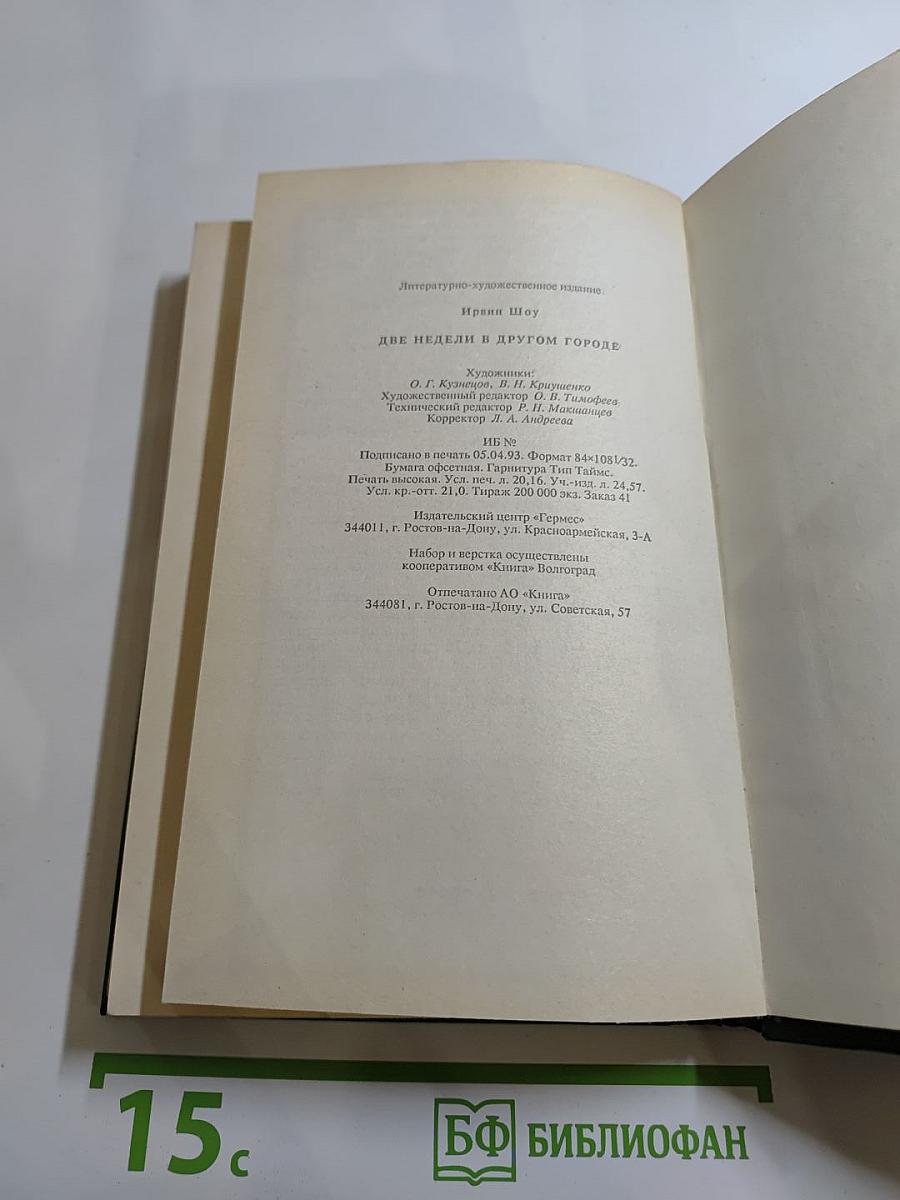 Литературно-художественное издание
Ирвин Шоу
ДВЕ НЕДЕЛИ В ДРУГОМ ГОРОДЕ
Художники:
О. Г. Кузнецов, В. Н. Криушенко
Художественный редактор О. В. Тимофеев
Технический редактор Р. Н. Макшанцев
Корректор Л. А. Андреева
ИБ №
Подписано в печать 05.04.93. Формат 84×1081/32.
Бумага офсетная. Гарнитура Тип Таймс.
Печать высокая. Усл. печ. л. 20,16. Уч.-изд. л. 24,57.
Усл. кр.-отт. 21,0. Тираж 200 000 экз. Заказ 41
Издательский центр «Гермес»
344011, г. Ростов-на-Дону, ул. Красноармейская, 3-А
Набор и верстка осуществлены
кооперативом «Книга» Волгоград
Отпечатано АО «Книга»
344081, г. Ростов-на-Дону, ул. Советская, 57
15 с
БФ БИБЛИОФАН